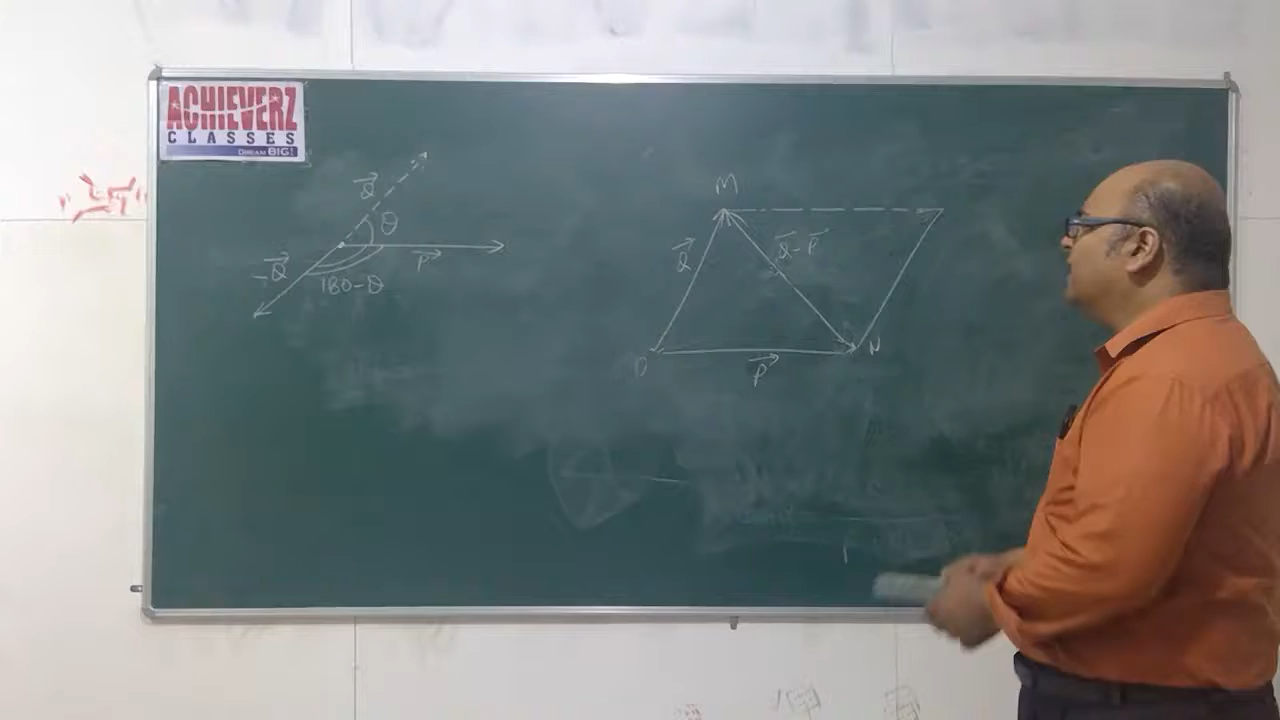 ACHIEVERZ
CLASSES
DREAM BIG!
Q⃗
θ
P⃗
-Q⃗
180-θ
M
Q⃗
Q⃗-P⃗
O
P⃗
N